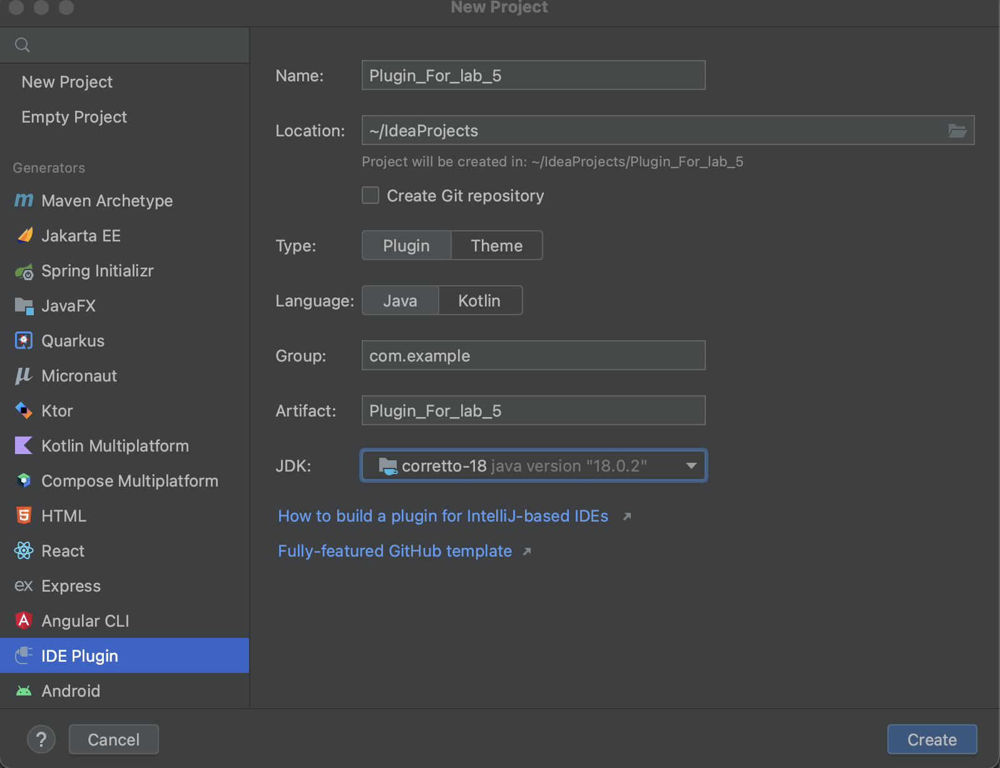 New Project
New Project
Empty Project
Generators
Maven Archetype
Jakarta EE
Spring Initializr
JavaFX
Quarkus
Micronaut
Ktor
Kotlin Multiplatform
Compose Multiplatform
HTML
React
ex Express
Angular CLI
IDE Plugin
Android
Name: Plugin_For_lab_5
Location: ~/IdeaProjects
Project will be created in: ~/IdeaProjects/Plugin_For_lab_5
Create Git repository
Type: Plugin Theme
Language: Java Kotlin
Group: com.example
Artifact: Plugin_For_lab_5
JDK: corretto-18 java version "18.0.2"
How to build a plugin for IntelliJ-based IDEs ↗
Fully-featured GitHub template ↗
? Cancel Create